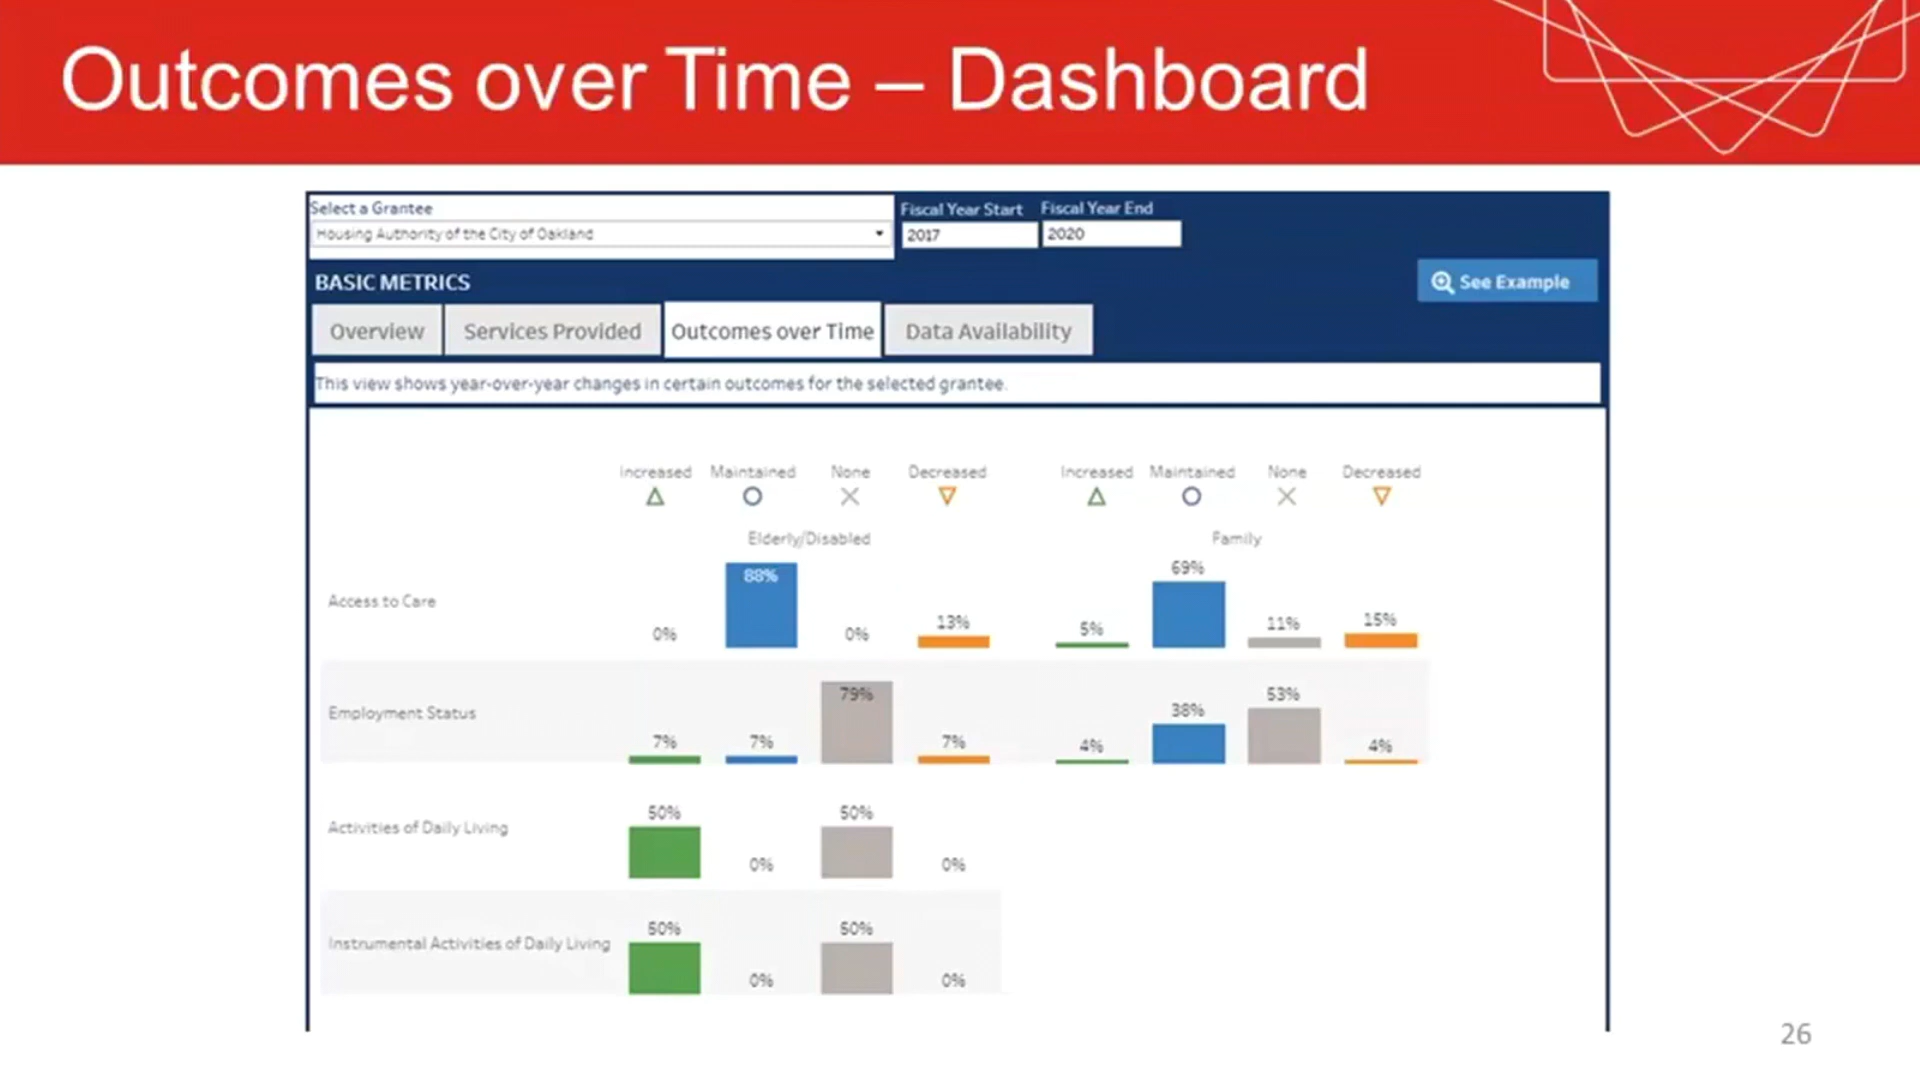 Outcomes over Time – Dashboard
Select a Grantee
Housing Authority of the City of Oakland
Fiscal Year Start
2017
Fiscal Year End
2020
BASIC METRICS
See Example
Overview
Services Provided
Outcomes over Time
Data Availability
This view shows year-over-year changes in certain outcomes for the selected grantee.
Increased Maintained None Decreased Increased Maintained None Decreased
Elderly/Disabled Family
Access to Care 0% 88% 0% 13% 5% 69% 11% 15%
Employment Status 7% 7% 79% 7% 4% 38% 53% 4%
Activities of Daily Living 50% 0% 50% 0%
Instrumental Activities of Daily Living 50% 0% 50% 0%
26